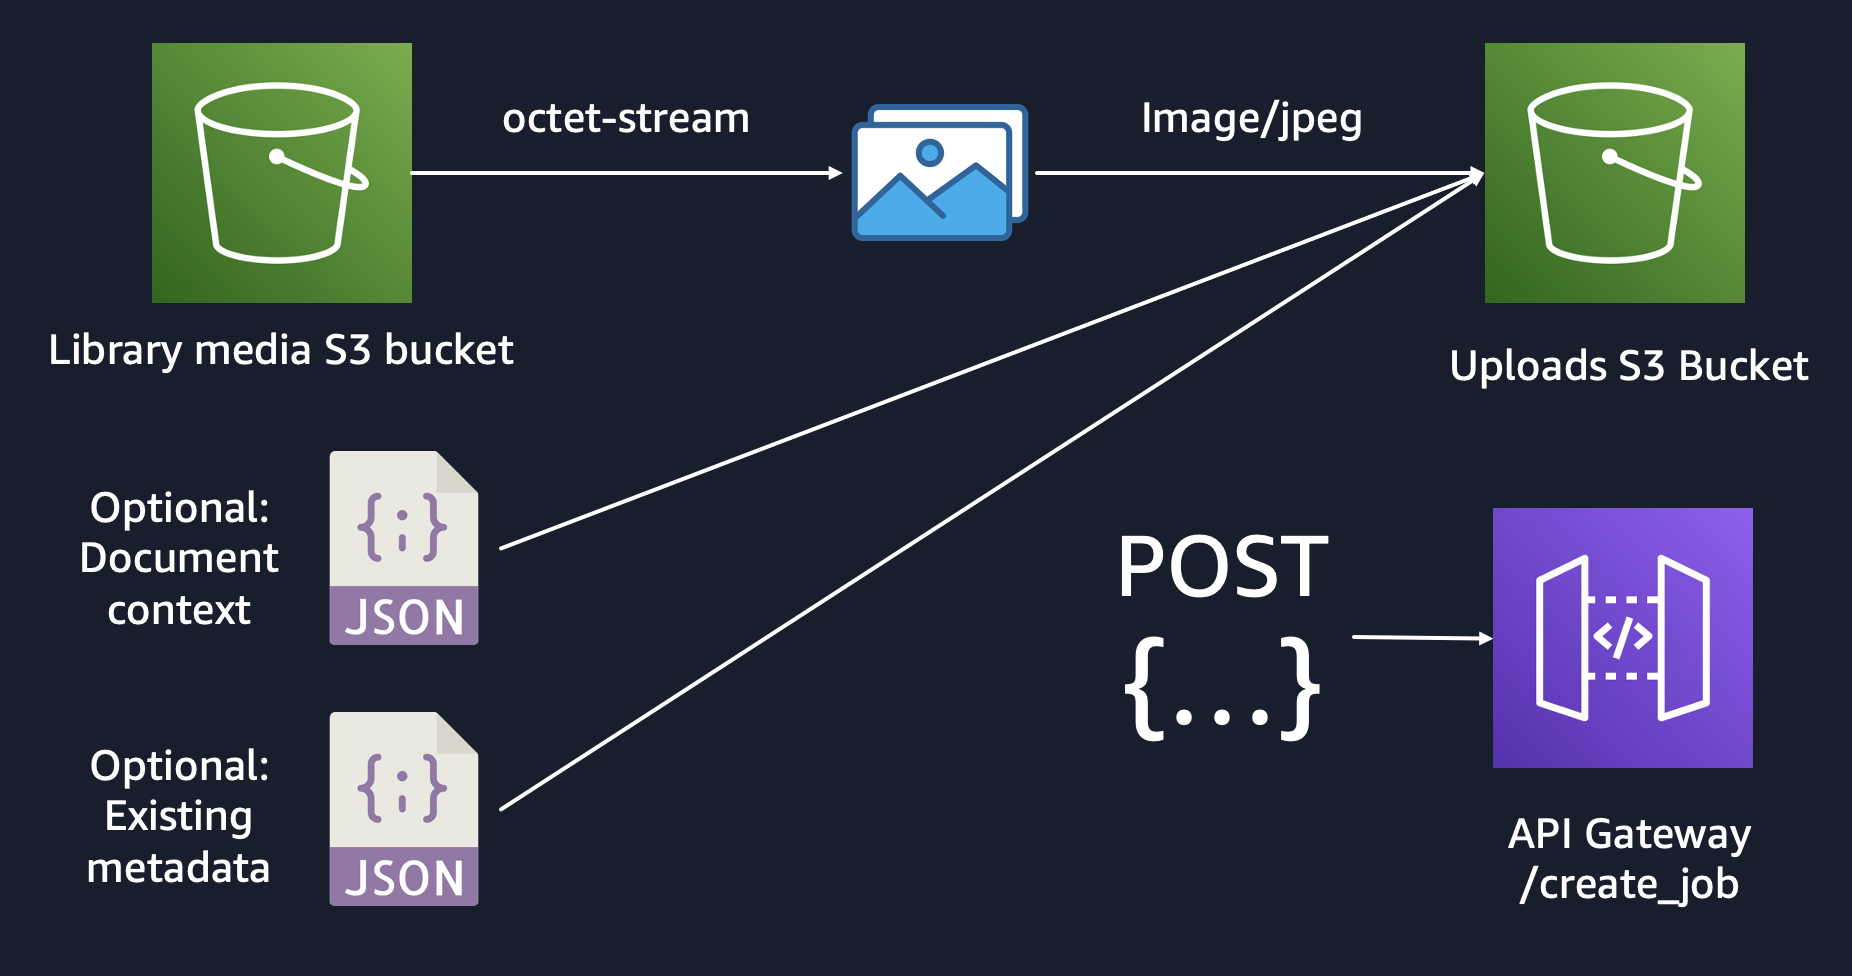 octet-stream
Image/jpeg
Library media S3 bucket
Uploads S3 Bucket
Optional:
Document
context
{;}
JSON
POST
{...}
</>
Optional:
Existing
metadata
{;}
JSON
API Gateway
/create_job